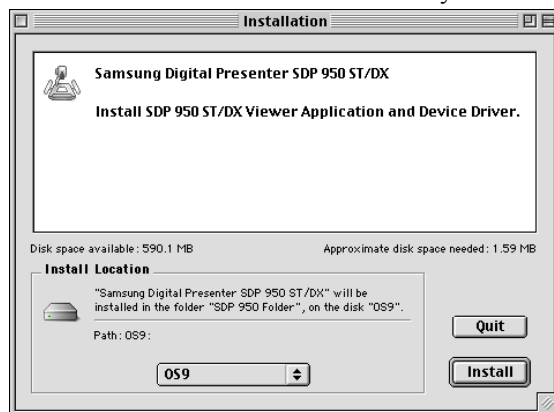 Installation
Samsung Digital Presenter SDP 950 ST/DX
Install SDP 950 ST/DX Viewer Application and Device Driver.
Disk space available: 590.1 MB
Approximate disk space needed: 1.59 MB
Install Location
"Samsung Digital Presenter SDP 950 ST/DX" will be
installed in the folder "SDP 950 Folder", on the disk "OS9".
Path: OS9:
OS9
Quit
Install